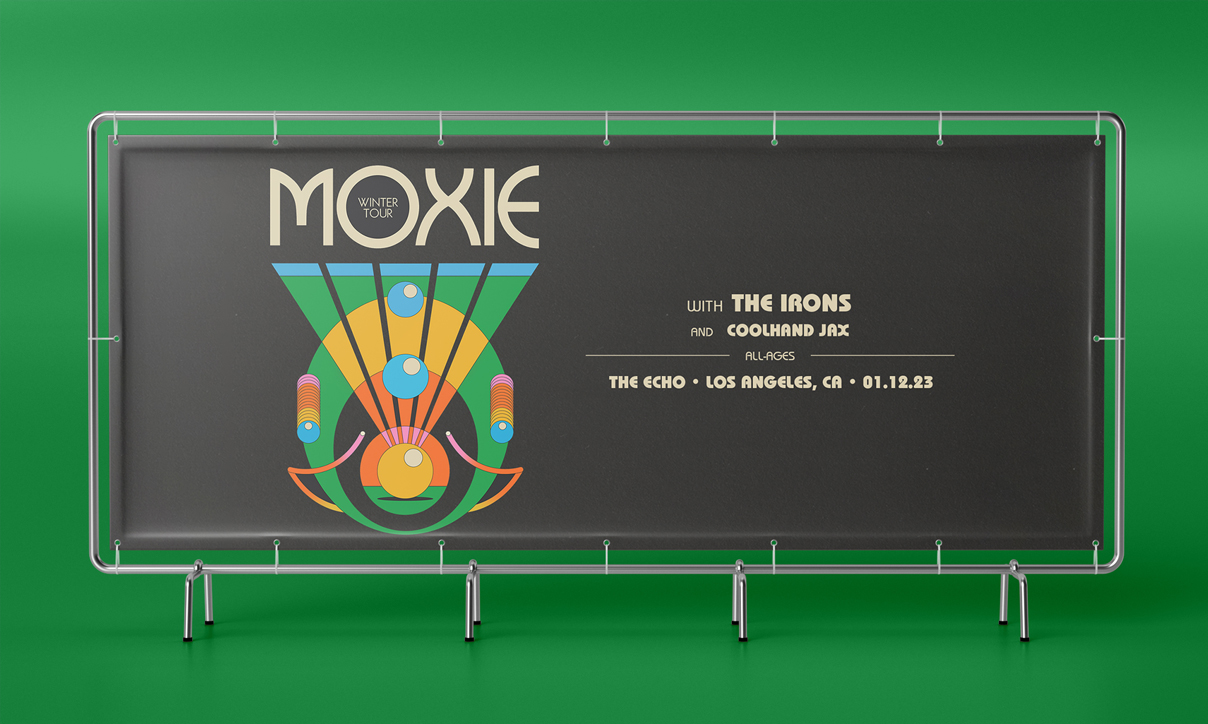 MOXIE
WINTER
TOUR
WITH THE IRONS
AND COOLHAND JAX
ALL-AGES
THE ECHO • LOS ANGELES, CA • 01.12.23